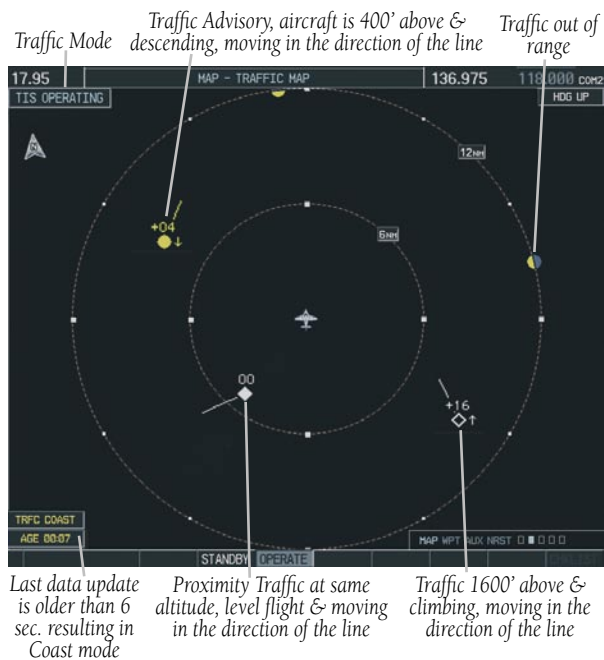 Traffic Mode
Traffic Advisory, aircraft is 400' above &
descending, moving in the direction of the line
Traffic out of
range
17.95
MAP - TRAFFIC MAP
136.975
118.000 COM2
TIS OPERATING
HDG UP
N
12NM
+04
6NM
00
+16
TRFC COAST
AGE 00:07
MAP WPT AUX NRST
STANDBY
OPERATE
CHKLIST
Last data update
is older than 6
sec. resulting in
Coast mode
Proximity Traffic at same
altitude, level flight & moving
in the direction of the line
Traffic 1600' above &
climbing, moving in the
direction of the line